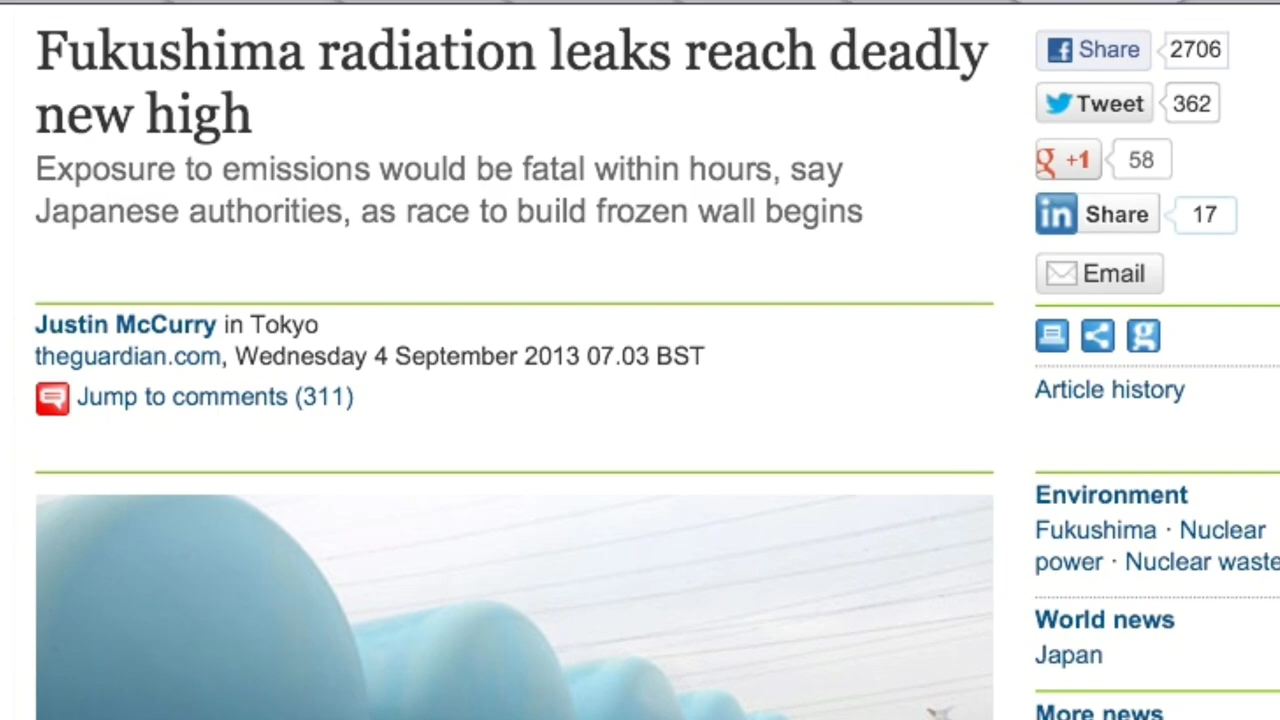 Fukushima radiation leaks reach deadly
new high
Exposure to emissions would be fatal within hours, say
Japanese authorities, as race to build frozen wall begins
Justin McCurry in Tokyo
theguardian.com, Wednesday 4 September 2013 07.03 BST
Jump to comments (311)
Share 2706
Tweet 362
+1 58
in Share 17
Email
Article history
Environment
Fukushima · Nuclear
power · Nuclear waste
World news
Japan
More news